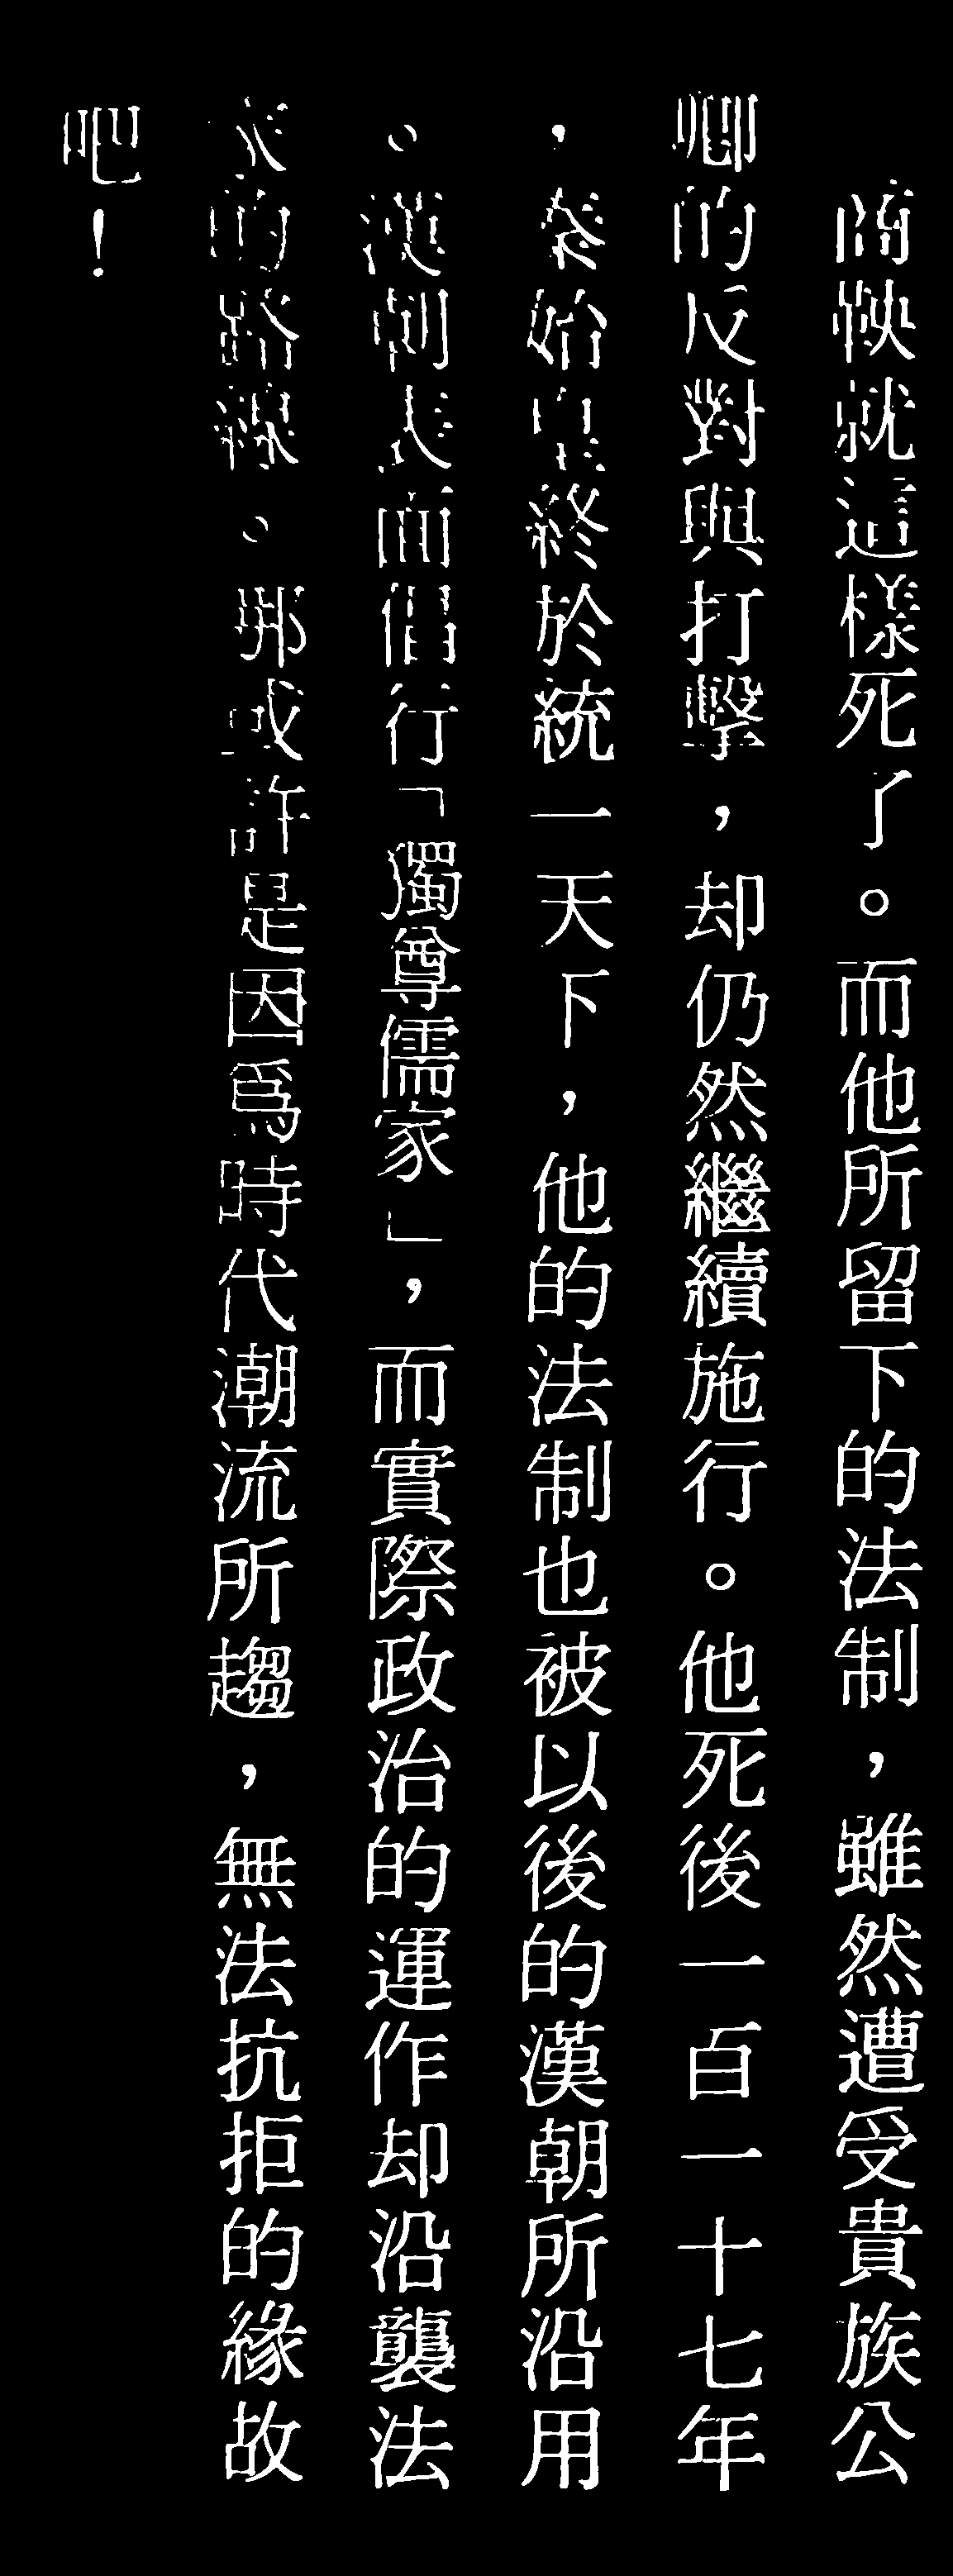 商鞅就這樣死了。而他所留下的法制，雖然遭受貴族公
卿的反對與打擊，却仍然繼續施行。他死後一百一十七年
，秦始皇終於統一天下，他的法制也被以後的漢朝所沿用
。漢朝表面倡行「獨尊儒家」，而實際政治的運作却沿襲法
家的路線。那或許是因爲時代潮流所趨，無法抗拒的緣故
吧！